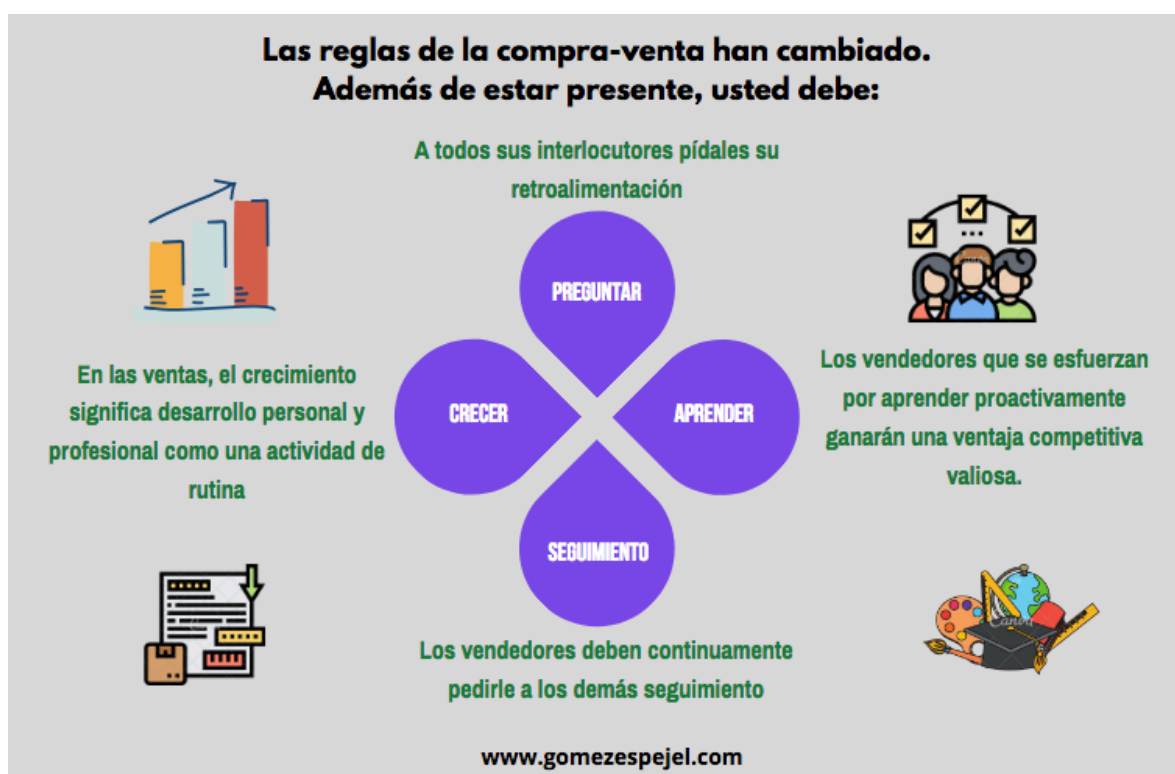 Las reglas de la compra-venta han cambiado.
Además de estar presente, usted debe:
A todos sus interlocutores pídales su
retroalimentación
PREGUNTAR
En las ventas, el crecimiento
significa desarrollo personal y
profesional como una actividad de
rutina
CRECER
APRENDER
Los vendedores que se esfuerzan
por aprender proactivamente
ganarán una ventaja competitiva
valiosa.
SEGUIMIENTO
Los vendedores deben continuamente
pedirle a los demás seguimiento
Canva
www.gomezespejel.com